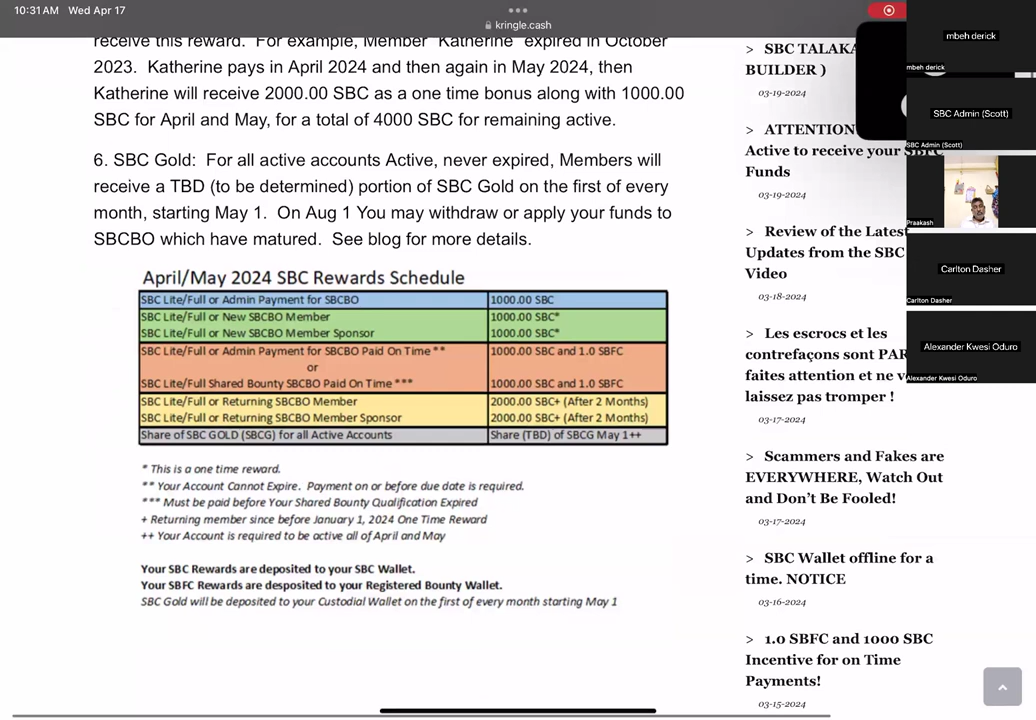 10:31 AM Wed Apr 17
kringle.cash
receive this reward. For example, Member "Katherine" expired in October
2023. Katherine pays in April 2024 and then again in May 2024, then
Katherine will receive 2000.00 SBC as a one time bonus along with 1000.00
SBC for April and May, for a total of 4000 SBC for remaining active.
6. SBC Gold: For all active accounts Active, never expired, Members will
receive a TBD (to be determined) portion of SBC Gold on the first of every
month, starting May 1. On Aug 1 You may withdraw or apply your funds to
SBCBO which have matured. See blog for more details.
April/May 2024 SBC Rewards Schedule
SBC Lite/Full or Admin Payment for SBCBO 1000.00 SBC
SBC Lite/Full or New SBCBO Member 1000.00 SBC*
SBC Lite/Full or New SBCBO Member Sponsor 1000.00 SBC*
SBC Lite/Full or Admin Payment for SBCBO Paid On Time ** 1000.00 SBC and 1.0 SBFC
or
SBC Lite/Full Shared Bounty SBCBO Paid On Time *** 1000.00 SBC and 1.0 SBFC
SBC Lite/Full or Returning SBCBO Member 2000.00 SBC+ (After 2 Months)
SBC Lite/Full or Returning SBCBO Member Sponsor 2000.00 SBC+ (After 2 Months)
Share of SBC GOLD (SBCG) for all Active Accounts Share (TBD) of SBCG May 1++
* This is a one time reward.
** Your Account Cannot Expire. Payment on or before due date is required.
*** Must be paid before Your Shared Bounty Qualification Expired
+ Returning member since before January 1, 2024 One Time Reward
++ Your Account is required to be active all of April and May
Your SBC Rewards are deposited to your SBC Wallet.
Your SBFC Rewards are desposited to your Registered Bounty Wallet.
SBC Gold will be deposited to your Custodial Wallet on the first of every month starting May 1
> SBC TALAKA
BUILDER )
03-19-2024
> ATTENTION
Active to receive your SBFC
Funds
03-19-2024
> Review of the Latest
Updates from the SBC
Video
03-18-2024
> Les escrocs et les
contrefaçons sont PAR
faites attention et ne v
laissez pas tromper !
03-17-2024
> Scammers and Fakes are
EVERYWHERE, Watch Out
and Don't Be Fooled!
03-17-2024
> SBC Wallet offline for a
time. NOTICE
03-16-2024
> 1.0 SBFC and 1000 SBC
Incentive for on Time
Payments!
03-15-2024
mbeh derick
mbeh derick
SBC Admin (Scott)
SBC Admin (Scott)
Praakash
Carlton Dasher
Carlton Dasher
Alexander Kwesi Oduro
Alexander Kwesi Oduro